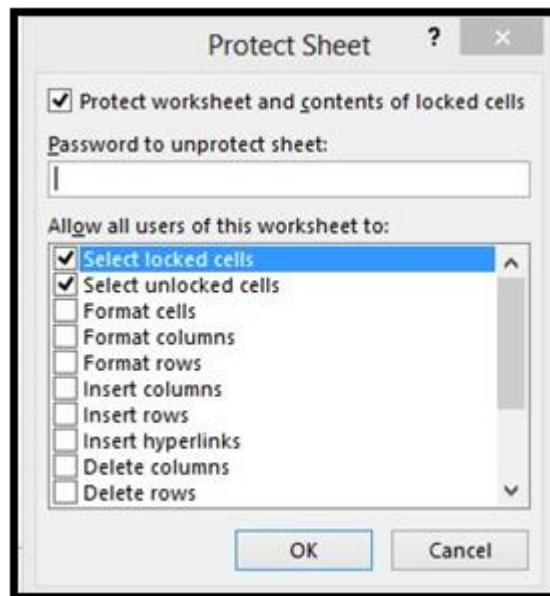 Protect Sheet ? ×
Protect worksheet and contents of locked cells
Password to unprotect sheet:
Allow all users of this worksheet to:
Select locked cells
Select unlocked cells
Format cells
Format columns
Format rows
Insert columns
Insert rows
Insert hyperlinks
Delete columns
Delete rows
OK Cancel